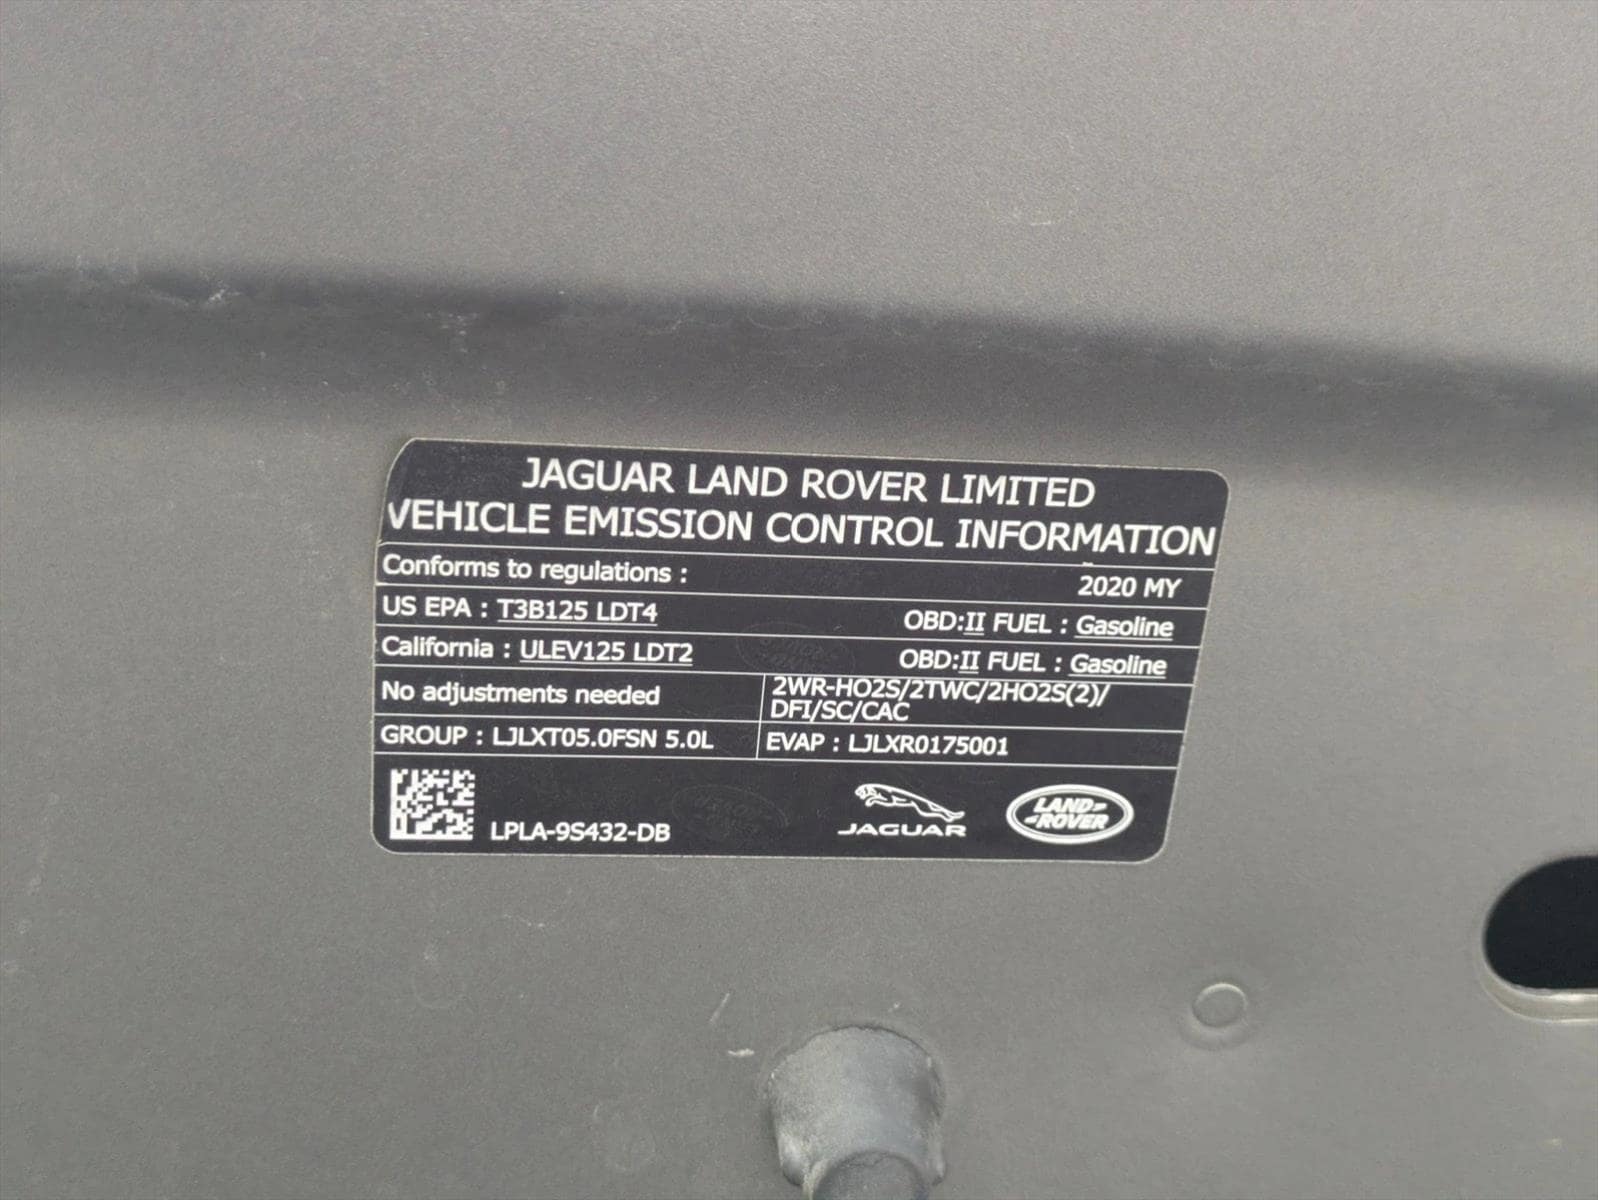 JAGUAR LAND ROVER LIMITED
VEHICLE EMISSION CONTROL INFORMATION
Conforms to regulations : 2020 MY
US EPA : T3B125 LDT4 OBD:II FUEL : Gasoline
California : ULEV125 LDT2 OBD:II FUEL : Gasoline
No adjustments needed
2WR-HO2S/2TWC/2HO2S(2)/
DFI/SC/CAC
GROUP : LJLXT05.0FSN 5.0L EVAP : LJLXR0175001
LPLA-9S432-DB
JAGUAR
LAND-
-ROVER